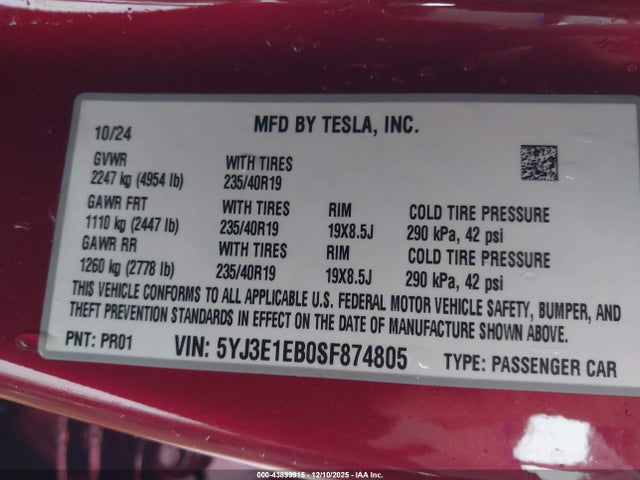 MFD BY TESLA, INC.
10/24
GVWR WITH TIRES
2247 kg (4954 lb) 235/40R19
GAWR FRT WITH TIRES RIM COLD TIRE PRESSURE
1110 kg (2447 lb) 235/40R19 19X8.5J 290 kPa, 42 psi
GAWR RR WITH TIRES RIM COLD TIRE PRESSURE
1260 kg (2778 lb) 235/40R19 19X8.5J 290 kPa, 42 psi
THIS VEHICLE CONFORMS TO ALL APPLICABLE U.S. FEDERAL MOTOR VEHICLE SAFETY, BUMPER, AND
THEFT PREVENTION STANDARDS IN EFFECT ON THE DATE OF MANUFACTURE SHOWN ABOVE.
PNT: PR01 VIN: 5YJ3E1EB0SF874805 TYPE: PASSENGER CAR
000-43899915 - 12/10/2025 - IAA Inc.